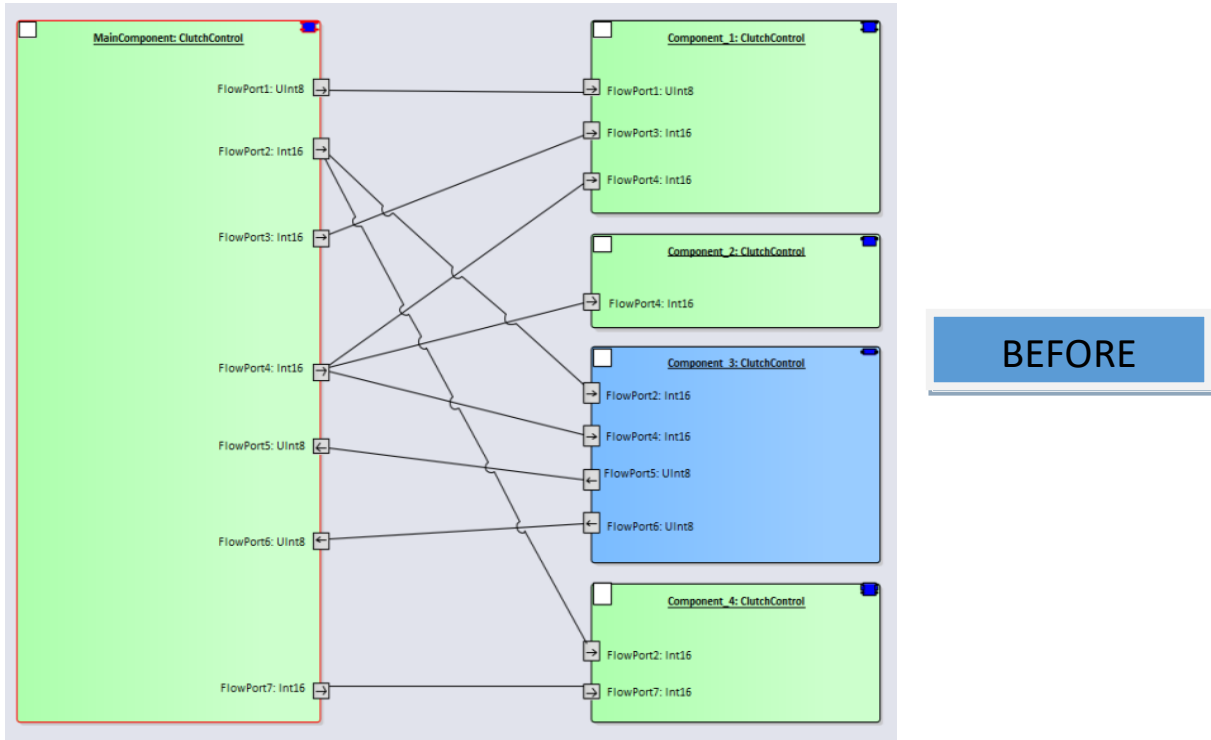 MainComponent: ClutchControl
FlowPort1: UInt8
FlowPort2: Int16
FlowPort3: Int16
FlowPort4: Int16
FlowPort5: UInt8
FlowPort6: UInt8
FlowPort7: Int16
Component_1: ClutchControl
FlowPort1: UInt8
FlowPort3: Int16
FlowPort4: Int16
Component_2: ClutchControl
FlowPort4: Int16
Component_3: ClutchControl
FlowPort2: Int16
FlowPort4: Int16
FlowPort5: UInt8
FlowPort6: UInt8
Component_4: ClutchControl
FlowPort2: Int16
FlowPort7: Int16
BEFORE